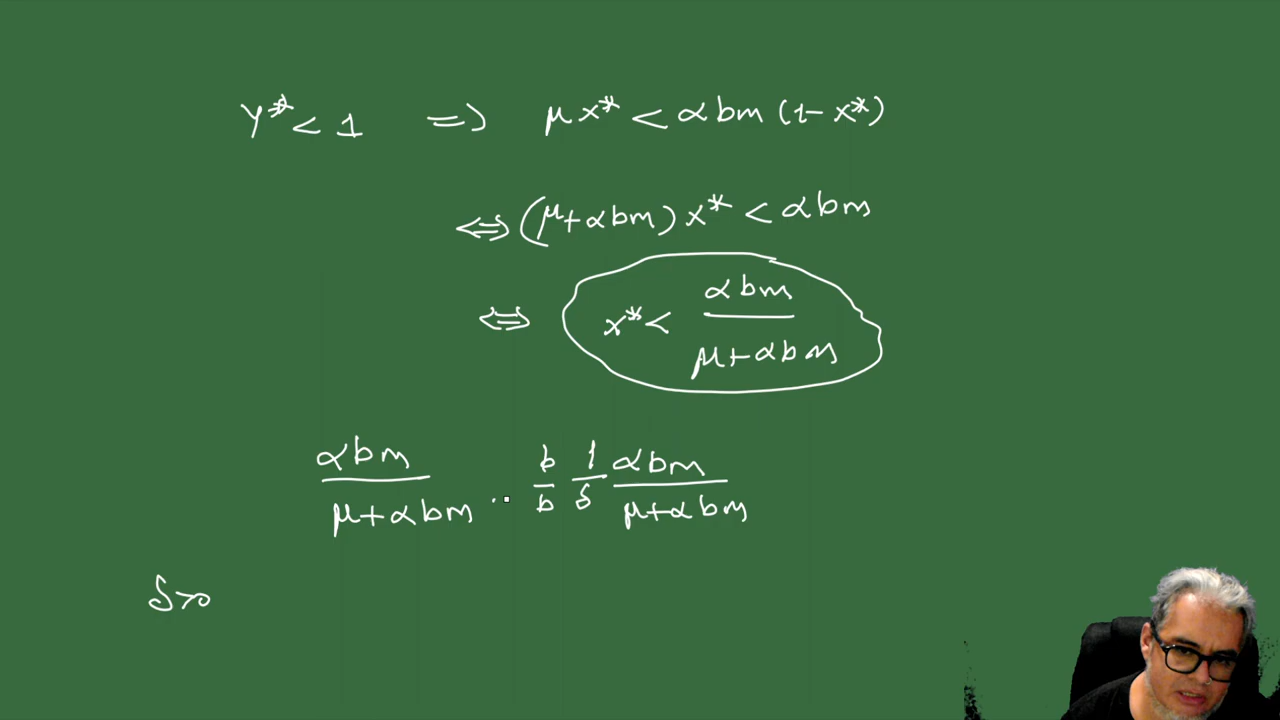 y* < 1 => μx* < αbm (1 - x*)
<=> (μ + αbm) x* < αbm
<=> x* < αbm / (μ + αbm)
αbm / (μ + αbm) .. b/b 1/δ αbm / (μ + αbm)
δ > 0